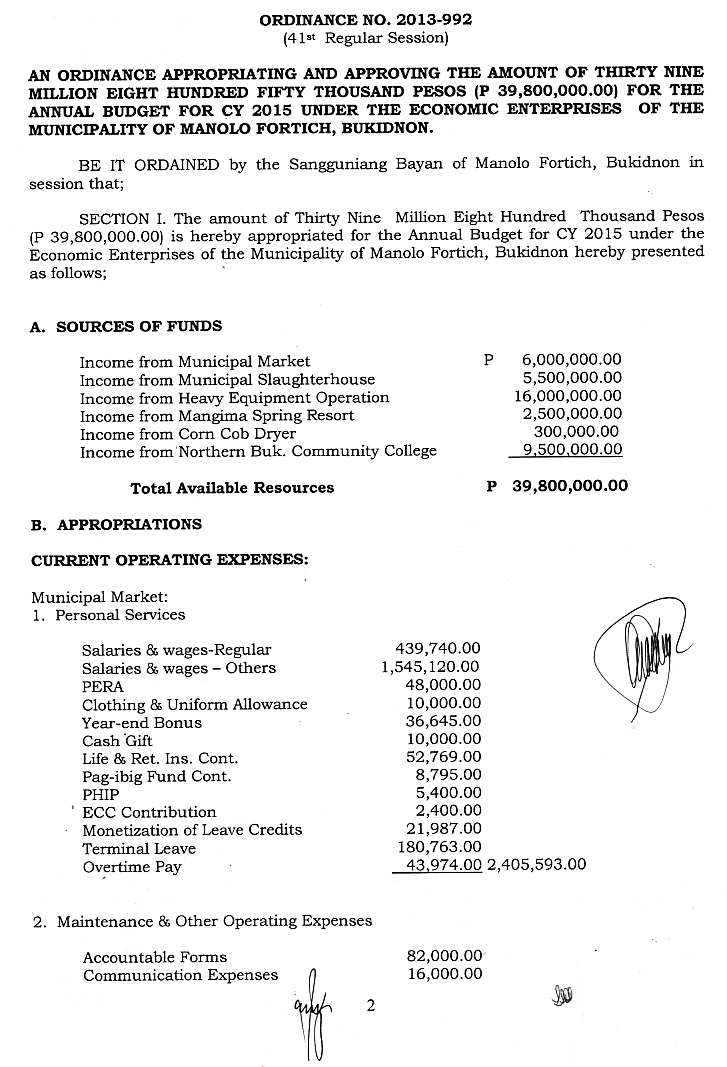 ORDINANCE NO. 2013-992
(41st Regular Session)
AN ORDINANCE APPROPRIATING AND APPROVING THE AMOUNT OF THIRTY NINE
MILLION EIGHT HUNDRED FIFTY THOUSAND PESOS (P 39,800,000.00) FOR THE
ANNUAL BUDGET FOR CY 2015 UNDER THE ECONOMIC ENTERPRISES OF THE
MUNICIPALITY OF MANOLO FORTICH, BUKIDNON.
BE IT ORDAINED by the Sangguniang Bayan of Manolo Fortich, Bukidnon in
session that;
SECTION I. The amount of Thirty Nine Million Eight Hundred Thousand Pesos
(P 39,800,000.00) is hereby appropriated for the Annual Budget for CY 2015 under the
Economic Enterprises of the Municipality of Manolo Fortich, Bukidnon hereby presented
as follows;
A. SOURCES OF FUNDS
Income from Municipal Market P 6,000,000.00
Income from Municipal Slaughterhouse 5,500,000.00
Income from Heavy Equipment Operation 16,000,000.00
Income from Mangima Spring Resort 2,500,000.00
Income from Corn Cob Dryer 300,000.00
Income from Northern Buk. Community College 9,500,000.00
Total Available Resources P 39,800,000.00
B. APPROPRIATIONS
CURRENT OPERATING EXPENSES:
Municipal Market:
1. Personal Services
Salaries & wages-Regular 439,740.00
Salaries & wages – Others 1,545,120.00
PERA 48,000.00
Clothing & Uniform Allowance 10,000.00
Year-end Bonus 36,645.00
Cash Gift 10,000.00
Life & Ret. Ins. Cont. 52,769.00
Pag-ibig Fund Cont. 8,795.00
PHIP 5,400.00
ECC Contribution 2,400.00
Monetization of Leave Credits 21,987.00
Terminal Leave 180,763.00
Overtime Pay 43,974.00 2,405,593.00
2. Maintenance & Other Operating Expenses
Accountable Forms 82,000.00
Communication Expenses 16,000.00
2